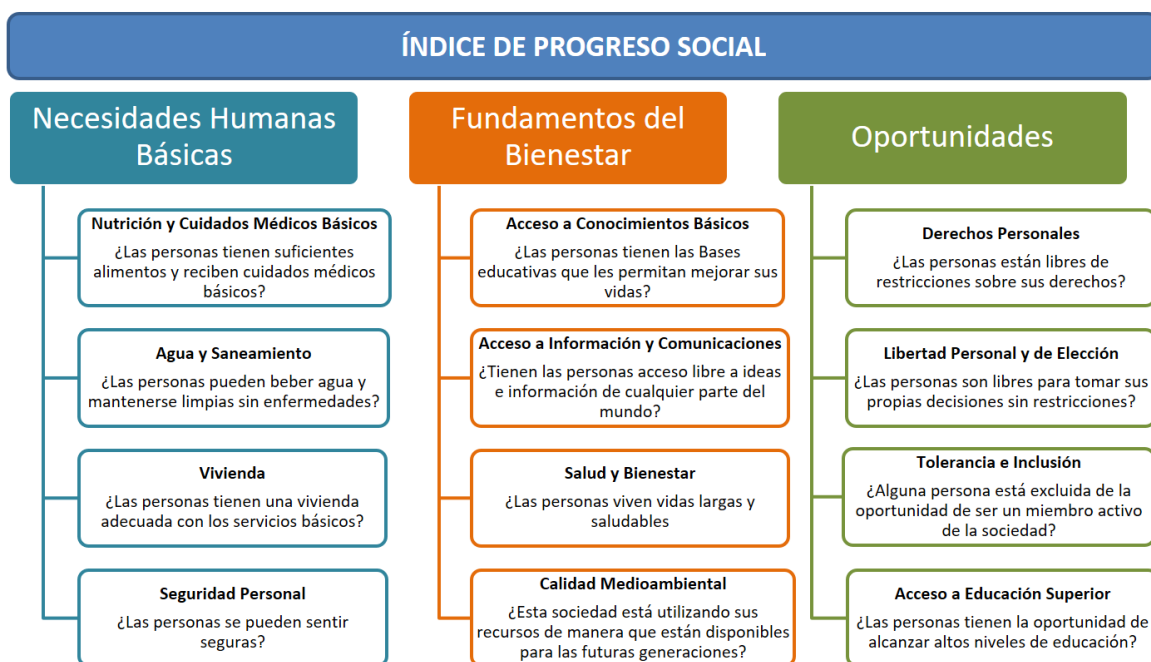 ÍNDICE DE PROGRESO SOCIAL
Necesidades Humanas
Básicas
Nutrición y Cuidados Médicos Básicos
¿Las personas tienen suficientes
alimentos y reciben cuidados médicos
básicos?
Agua y Saneamiento
¿Las personas pueden beber agua y
mantenerse limpias sin enfermedades?
Vivienda
¿Las personas tienen una vivienda
adecuada con los servicios básicos?
Seguridad Personal
¿Las personas se pueden sentir
seguras?
Fundamentos del
Bienestar
Acceso a Conocimientos Básicos
¿Las personas tienen las Bases
educativas que les permitan mejorar sus
vidas?
Acceso a Información y Comunicaciones
¿Tienen las personas acceso libre a ideas
e información de cualquier parte del
mundo?
Salud y Bienestar
¿Las personas viven vidas largas y
saludables
Calidad Medioambiental
¿Esta sociedad está utilizando sus
recursos de manera que están disponibles
para las futuras generaciones?
Oportunidades
Derechos Personales
¿Las personas están libres de
restricciones sobre sus derechos?
Libertad Personal y de Elección
¿Las personas son libres para tomar sus
propias decisiones sin restricciones?
Tolerancia e Inclusión
¿Alguna persona está excluida de la
oportunidad de ser un miembro activo
de la sociedad?
Acceso a Educación Superior
¿Las personas tienen la oportunidad de
alcanzar altos niveles de educación?